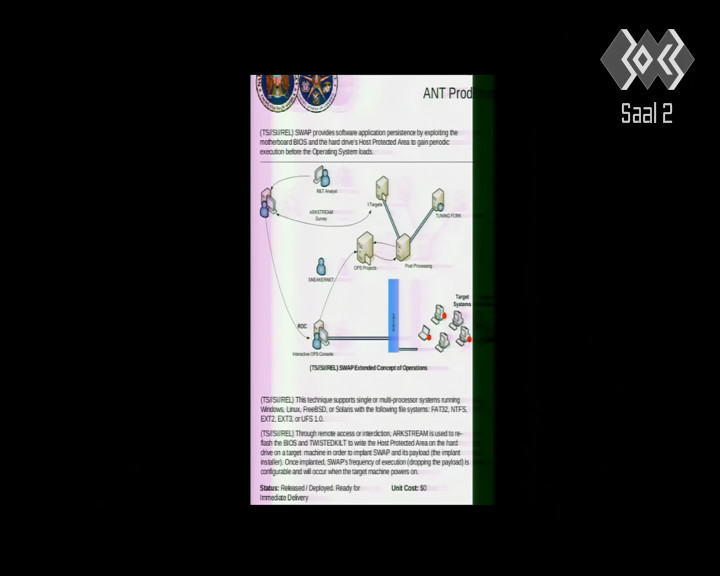 Saal 2
ANT Prod
(TS//SI//REL) SWAP provides software application persistence by exploiting the
motherboard BIOS and the hard drive's Host Protected Area to gain periodic
execution before the Operating System loads.
R&T Analyst
I Targets
ARKSTREAM
Survey
TUNING FORK
Post Processing
OPS Projects
SNEAKERNET
Target
Systems
ROC
Interactive OPS Console
(TS//SI//REL) SWAP Extended Concept of Operations
(TS//SI//REL) This technique supports single or multi-processor systems running
Windows, Linux, FreeBSD, or Solaris with the following file systems: FAT32, NTFS,
EXT2, EXT3, or UFS 1.0.
(TS//SI//REL) Through remote access or interdiction, ARKSTREAM is used to re-
flash the BIOS and TWISTEDKILT to write the Host Protected Area on the hard
drive on a target machine in order to implant SWAP and its payload (the implant
installer). Once implanted, SWAP's frequency of execution (dropping the payload) is
configurable and will occur when the target machine powers on.
Status: Released / Deployed. Ready for Unit Cost: $0
Immediate Delivery